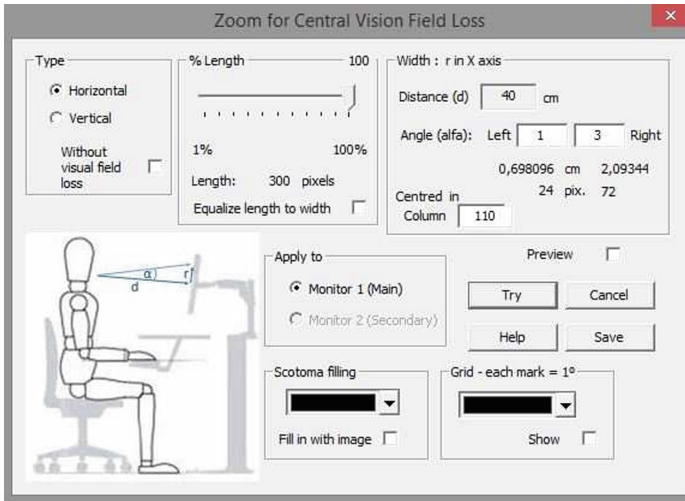 Zoom for Central Vision Field Loss
Type
Horizontal
Vertical
Without
visual field
loss
% Length 100
1% 100%
Length: 300 pixels
Equalize length to width
Width : r in X axis
Distance (d) 40 cm
Angle (alfa): Left 1 3 Right
0,698096 cm 2,09344
24 pix. 72
Centred in
Column 110
α
r
d
Apply to
Monitor 1 (Main)
Monitor 2 (Secondary)
Preview
Try Cancel
Help Save
Scotoma filling
Fill in with image
Grid - each mark = 1º
Show